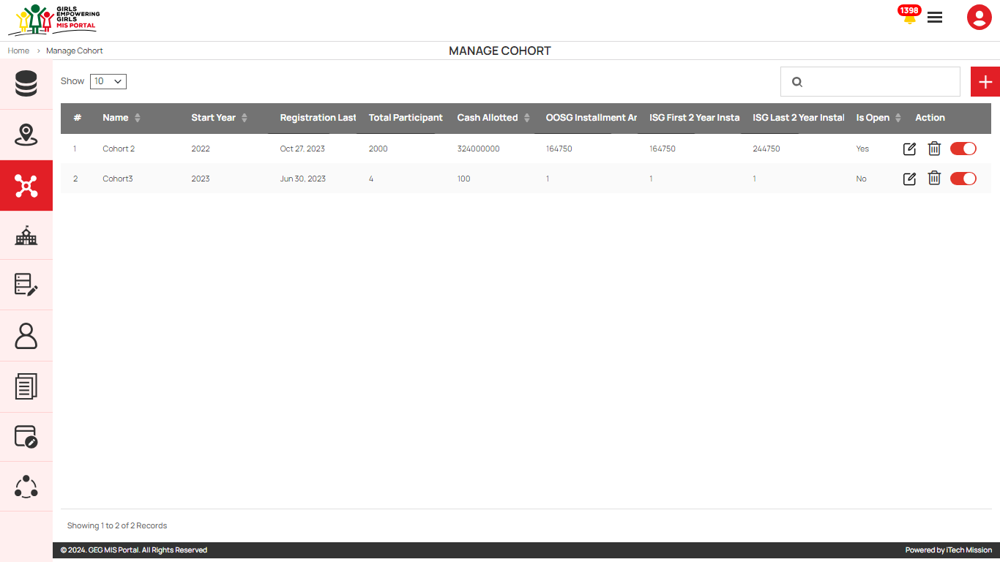 GIRLS
EMPOWERING
GIRLS
MIS PORTAL
1398
Home › Manage Cohort
MANAGE COHORT
Show 10
# Name Start Year Registration Last Total Participant Cash Allotted OOSG Installment Ar ISG First 2 Year Insta ISG Last 2 Year Instal Is Open Action
1 Cohort 2 2022 Oct 27, 2023 2000 324000000 164750 164750 244750 Yes
2 Cohort3 2023 Jun 30, 2023 4 100 1 1 1 No
Showing 1 to 2 of 2 Records
© 2024. GEG MIS Portal. All Rights Reserved Powered by iTech Mission